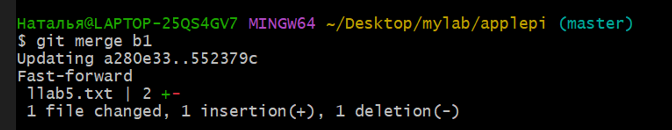 Наталья@LAPTOP-25QS4GV7 MINGW64 ~/Desktop/mylab/applepi (master)
$ git merge b1
Updating a280e33..552379c
Fast-forward
 llab5.txt | 2 +-
 1 file changed, 1 insertion(+), 1 deletion(-)